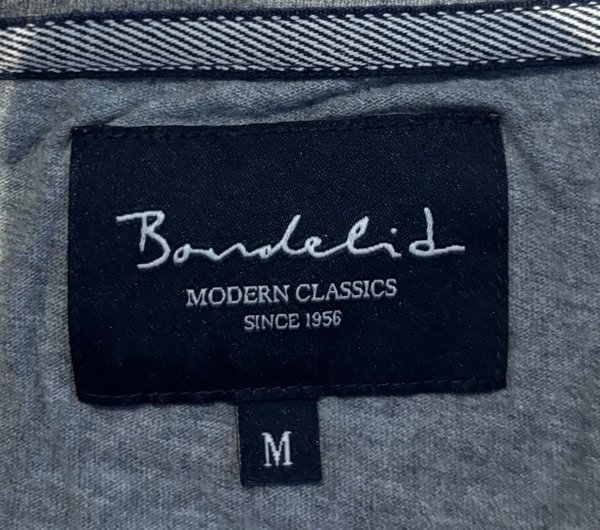 Bondelid
MODERN CLASSICS
SINCE 1956
M